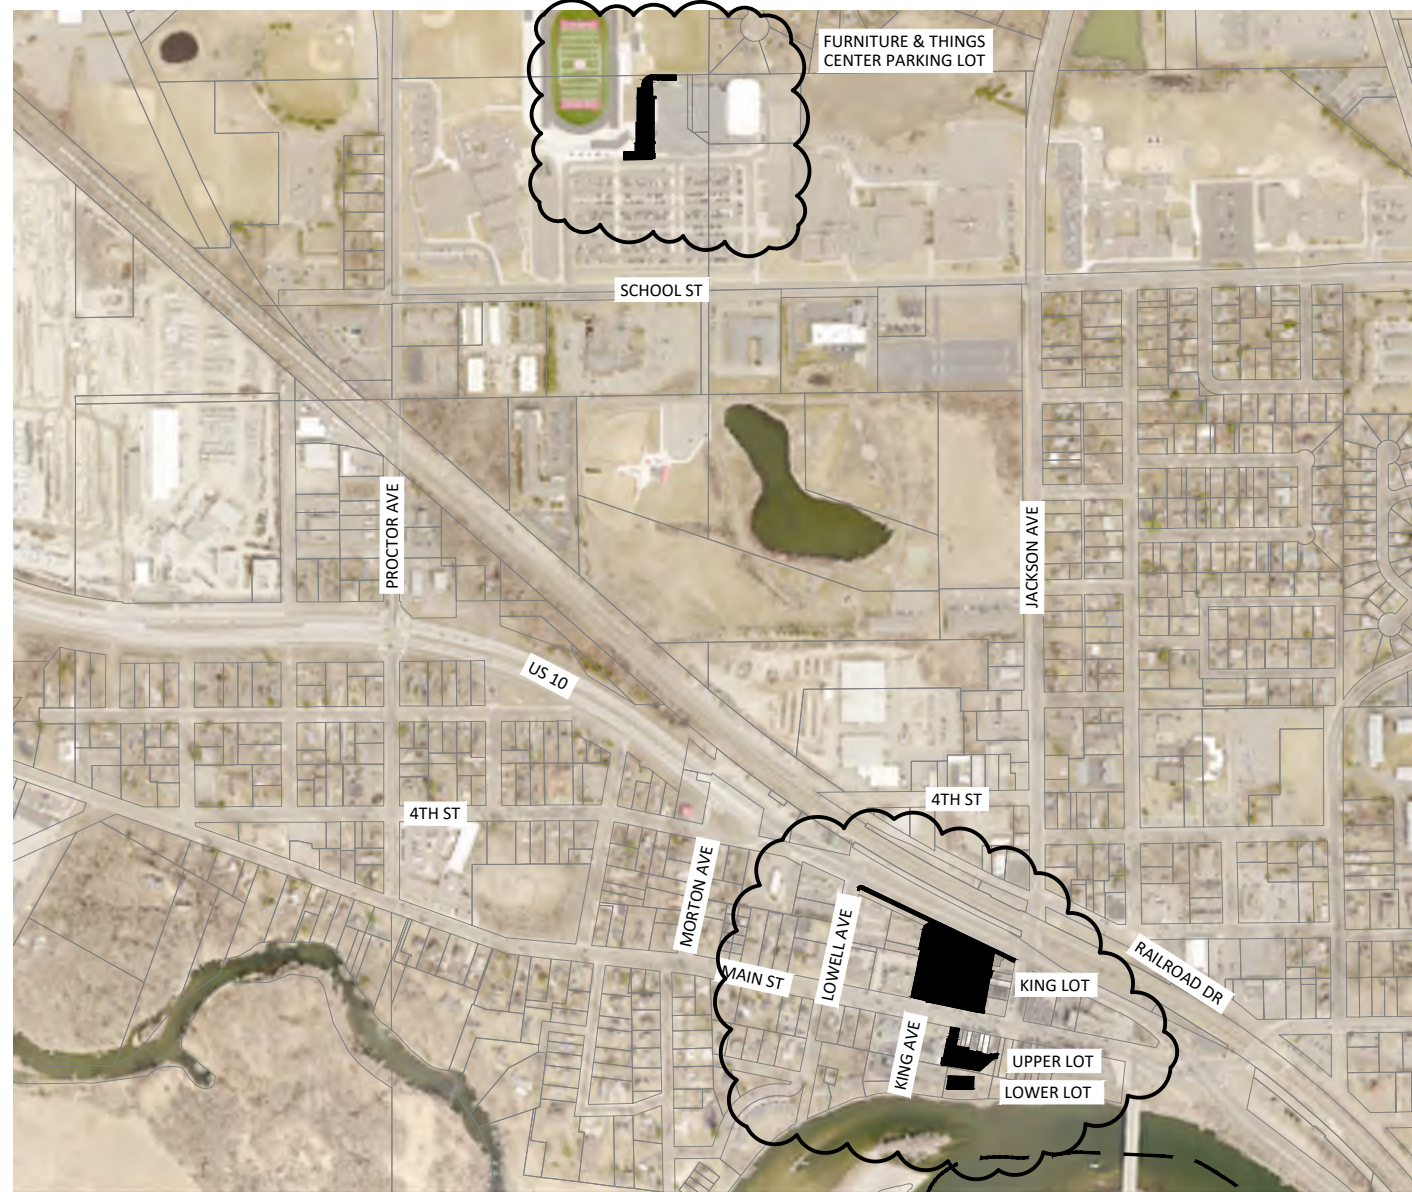 FURNITURE & THINGS
CENTER PARKING LOT
SCHOOL ST
PROCTOR AVE
JACKSON AVE
US 10
4TH ST
4TH ST
MORTON AVE
LOWELL AVE
MAIN ST
RAILROAD DR
KING LOT
KING AVE
UPPER LOT
LOWER LOT